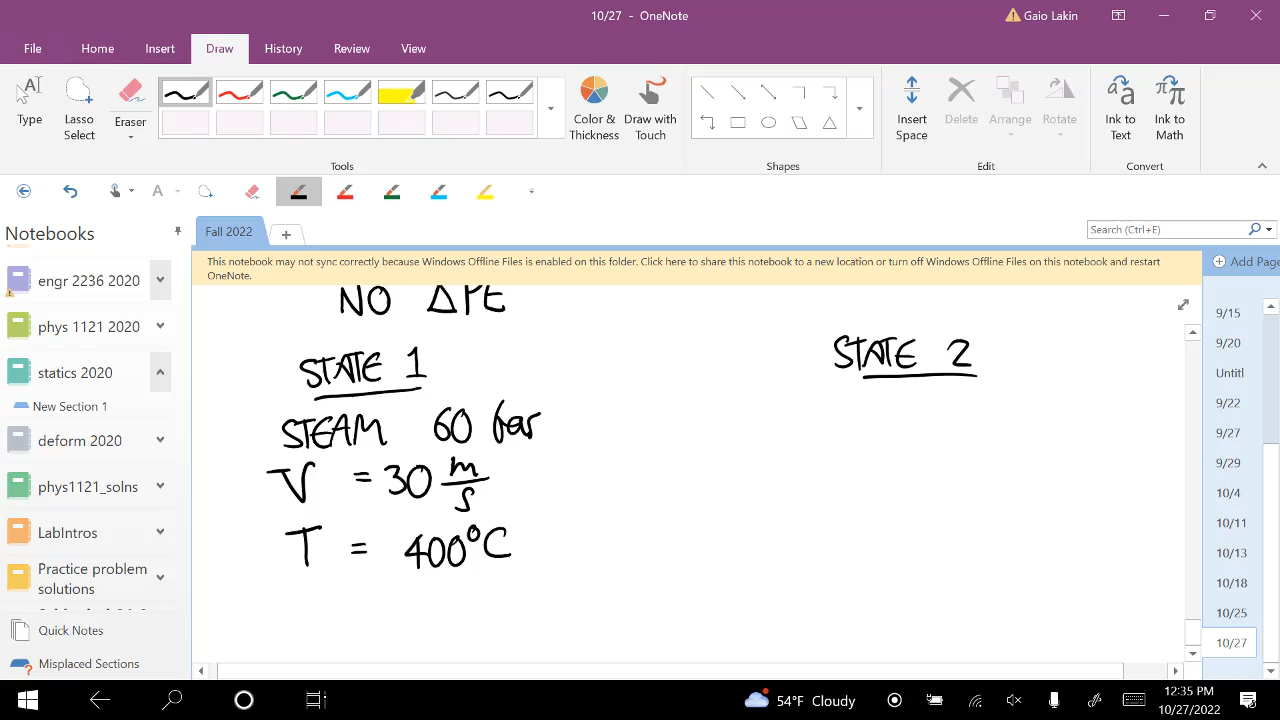 10/27 - OneNote
Gaio Lakin
File Home Insert Draw History Review View
Type
Lasso Select
Eraser
Color & Thickness
Draw with Touch
Insert Space
Delete
Arrange
Rotate
Ink to Text
Ink to Math
Tools
Shapes
Edit
Convert
A
Notebooks
Fall 2022
Search (Ctrl+E)
This notebook may not sync correctly because Windows Offline Files is enabled on this folder. Click here to share this notebook to a new location or turn off Windows Offline Files on this notebook and restart
OneNote.
Add Page
engr 2236 2020
phys 1121 2020
statics 2020
New Section 1
deform 2020
phys1121_solns
LabIntros
Practice problem
solutions
Quick Notes
Misplaced Sections
NO ΔPE
STATE 1
STEAM 60 bar
V = 30 m/s
T = 400°C
STATE 2
9/15
9/20
Untitl
9/22
9/27
9/29
10/4
10/11
10/13
10/18
10/25
10/27
54°F Cloudy
12:35 PM
10/27/2022